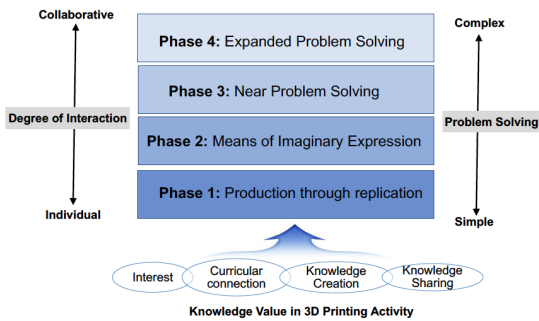 Collaborative
Complex
Phase 4: Expanded Problem Solving
Phase 3: Near Problem Solving
Degree of Interaction
Problem Solving
Phase 2: Means of Imaginary Expression
Phase 1: Production through replication
Individual
Simple
Interest
Curricular
connection
Knowledge
Creation
Knowledge
Sharing
Knowledge Value in 3D Printing Activity